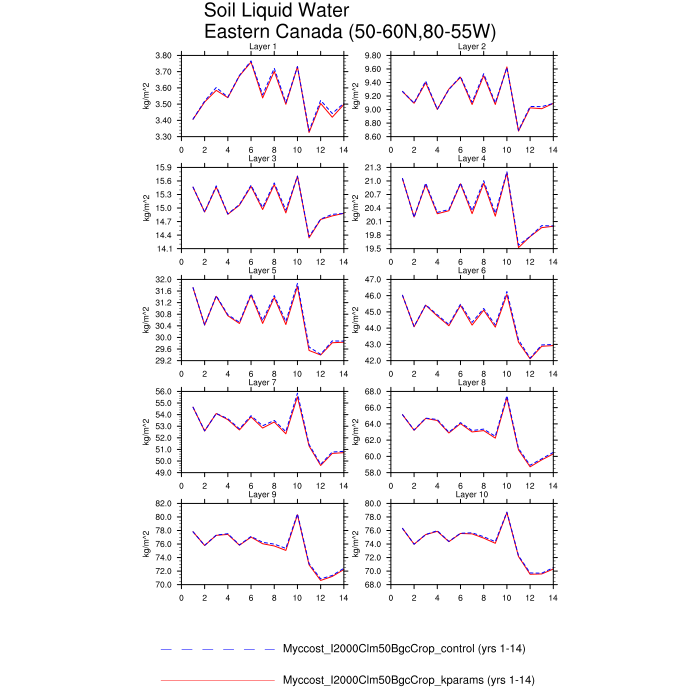 Soil Liquid Water
Eastern Canada (50-60N,80-55W)
Layer 1
3.80
3.70
3.60
3.50
3.40
3.30
kg/m^2
0 2 4 6 8 10 12 14
Layer 2
9.80
9.60
9.40
9.20
9.00
8.80
8.60
kg/m^2
0 2 4 6 8 10 12 14
Layer 3
15.9
15.6
15.3
15.0
14.7
14.4
14.1
kg/m^2
0 2 4 6 8 10 12 14
Layer 4
21.3
21.0
20.7
20.4
20.1
19.8
19.5
kg/m^2
0 2 4 6 8 10 12 14
Layer 5
32.0
31.6
31.2
30.8
30.4
30.0
29.6
29.2
kg/m^2
0 2 4 6 8 10 12 14
Layer 6
47.0
46.0
45.0
44.0
43.0
42.0
kg/m^2
0 2 4 6 8 10 12 14
Layer 7
56.0
55.0
54.0
53.0
52.0
51.0
50.0
49.0
kg/m^2
0 2 4 6 8 10 12 14
Layer 8
68.0
66.0
64.0
62.0
60.0
58.0
kg/m^2
0 2 4 6 8 10 12 14
Layer 9
82.0
80.0
78.0
76.0
74.0
72.0
70.0
kg/m^2
0 2 4 6 8 10 12 14
Layer 10
80.0
78.0
76.0
74.0
72.0
70.0
68.0
kg/m^2
0 2 4 6 8 10 12 14
Myccost_I2000Clm50BgcCrop_control (yrs 1-14)
Myccost_I2000Clm50BgcCrop_kparams (yrs 1-14)